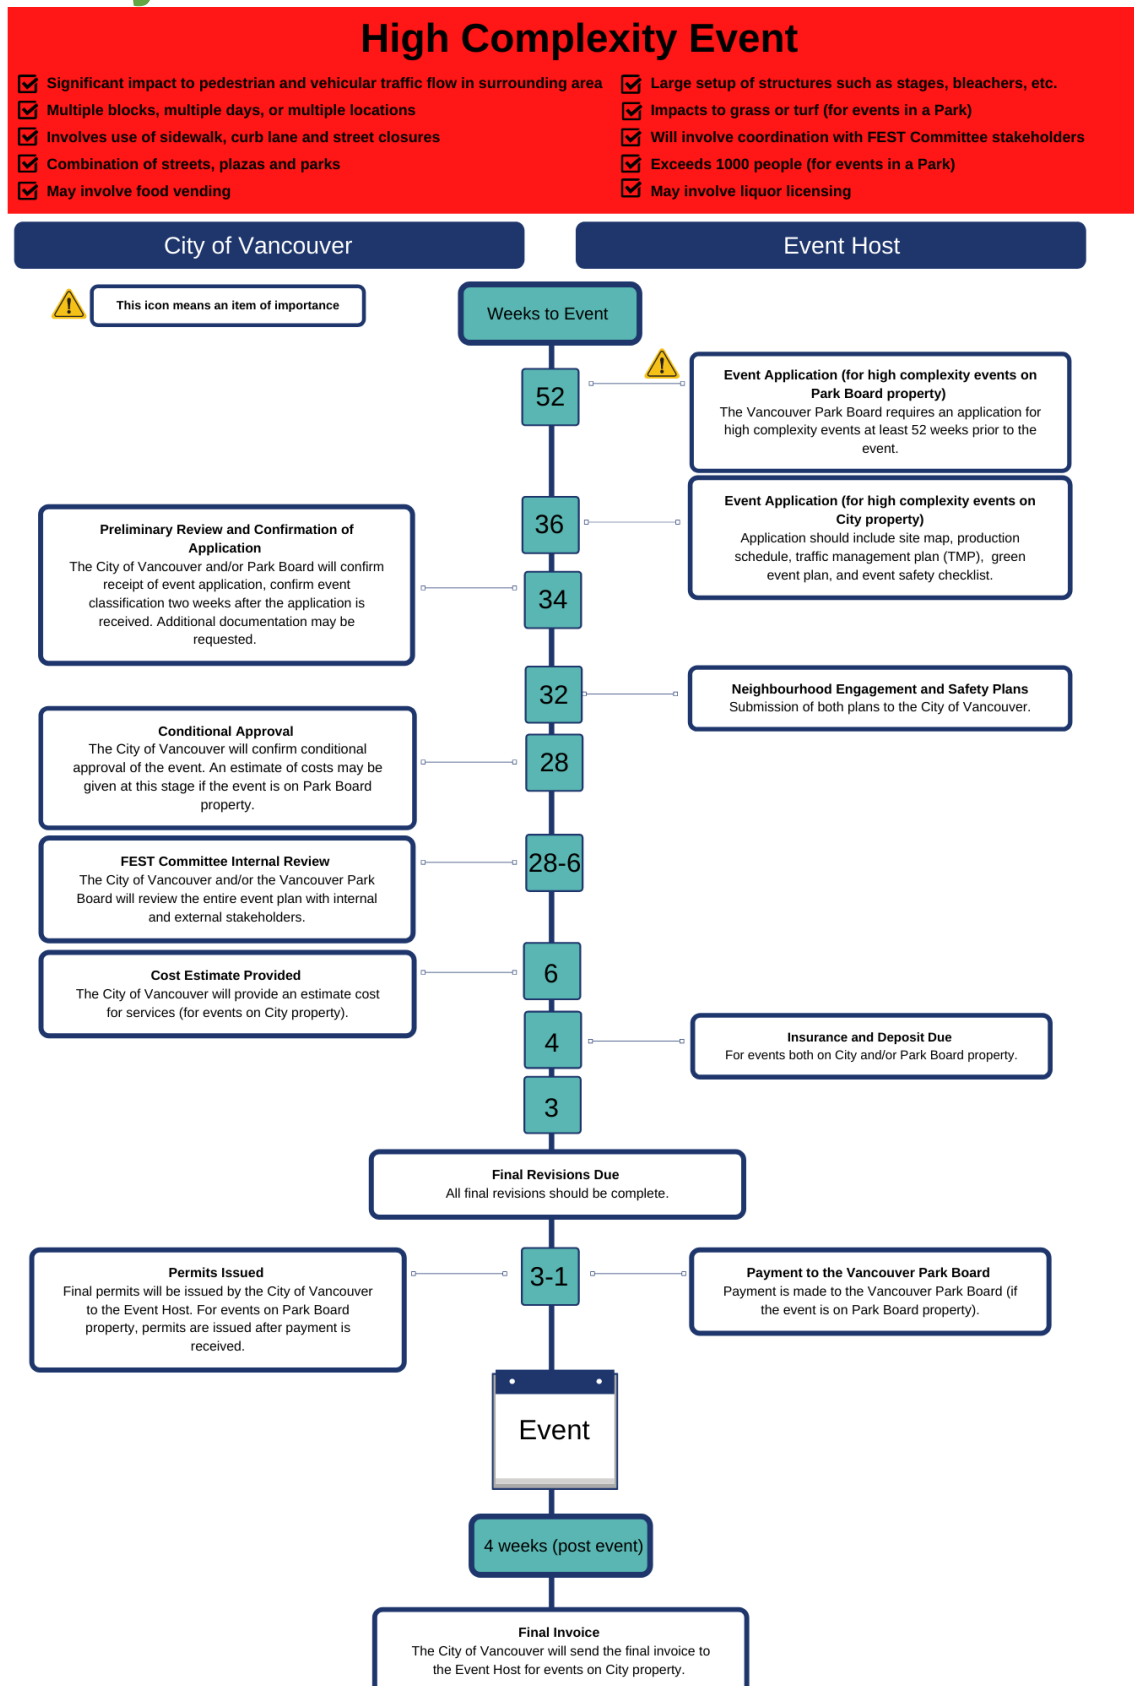 High Complexity Event
Significant impact to pedestrian and vehicular traffic flow in surrounding area
Multiple blocks, multiple days, or multiple locations
Involves use of sidewalk, curb lane and street closures
Combination of streets, plazas and parks
May involve food vending
Large setup of structures such as stages, bleachers, etc.
Impacts to grass or turf (for events in a Park)
Will involve coordination with FEST Committee stakeholders
Exceeds 1000 people (for events in a Park)
May involve liquor licensing
City of Vancouver
Event Host
This icon means an item of importance
Weeks to Event
52
Event Application (for high complexity events on
Park Board property)
The Vancouver Park Board requires an application for
high complexity events at least 52 weeks prior to the
event.
36
Event Application (for high complexity events on
City property)
Application should include site map, production
schedule, traffic management plan (TMP), green
event plan, and event safety checklist.
Preliminary Review and Confirmation of
Application
The City of Vancouver and/or Park Board will confirm
receipt of event application, confirm event
classification two weeks after the application is
received. Additional documentation may be
requested.
34
32
Neighbourhood Engagement and Safety Plans
Submission of both plans to the City of Vancouver.
Conditional Approval
The City of Vancouver will confirm conditional
approval of the event. An estimate of costs may be
given at this stage if the event is on Park Board
property.
28
FEST Committee Internal Review
The City of Vancouver and/or the Vancouver Park
Board will review the entire event plan with internal
and external stakeholders.
28-6
Cost Estimate Provided
The City of Vancouver will provide an estimate cost
for services (for events on City property).
6
4
Insurance and Deposit Due
For events both on City and/or Park Board property.
3
Final Revisions Due
All final revisions should be complete.
Permits Issued
Final permits will be issued by the City of Vancouver
to the Event Host. For events on Park Board
property, permits are issued after payment is
received.
3-1
Payment to the Vancouver Park Board
Payment is made to the Vancouver Park Board (if
the event is on Park Board property).
Event
4 weeks (post event)
Final Invoice
The City of Vancouver will send the final invoice to
the Event Host for events on City property.